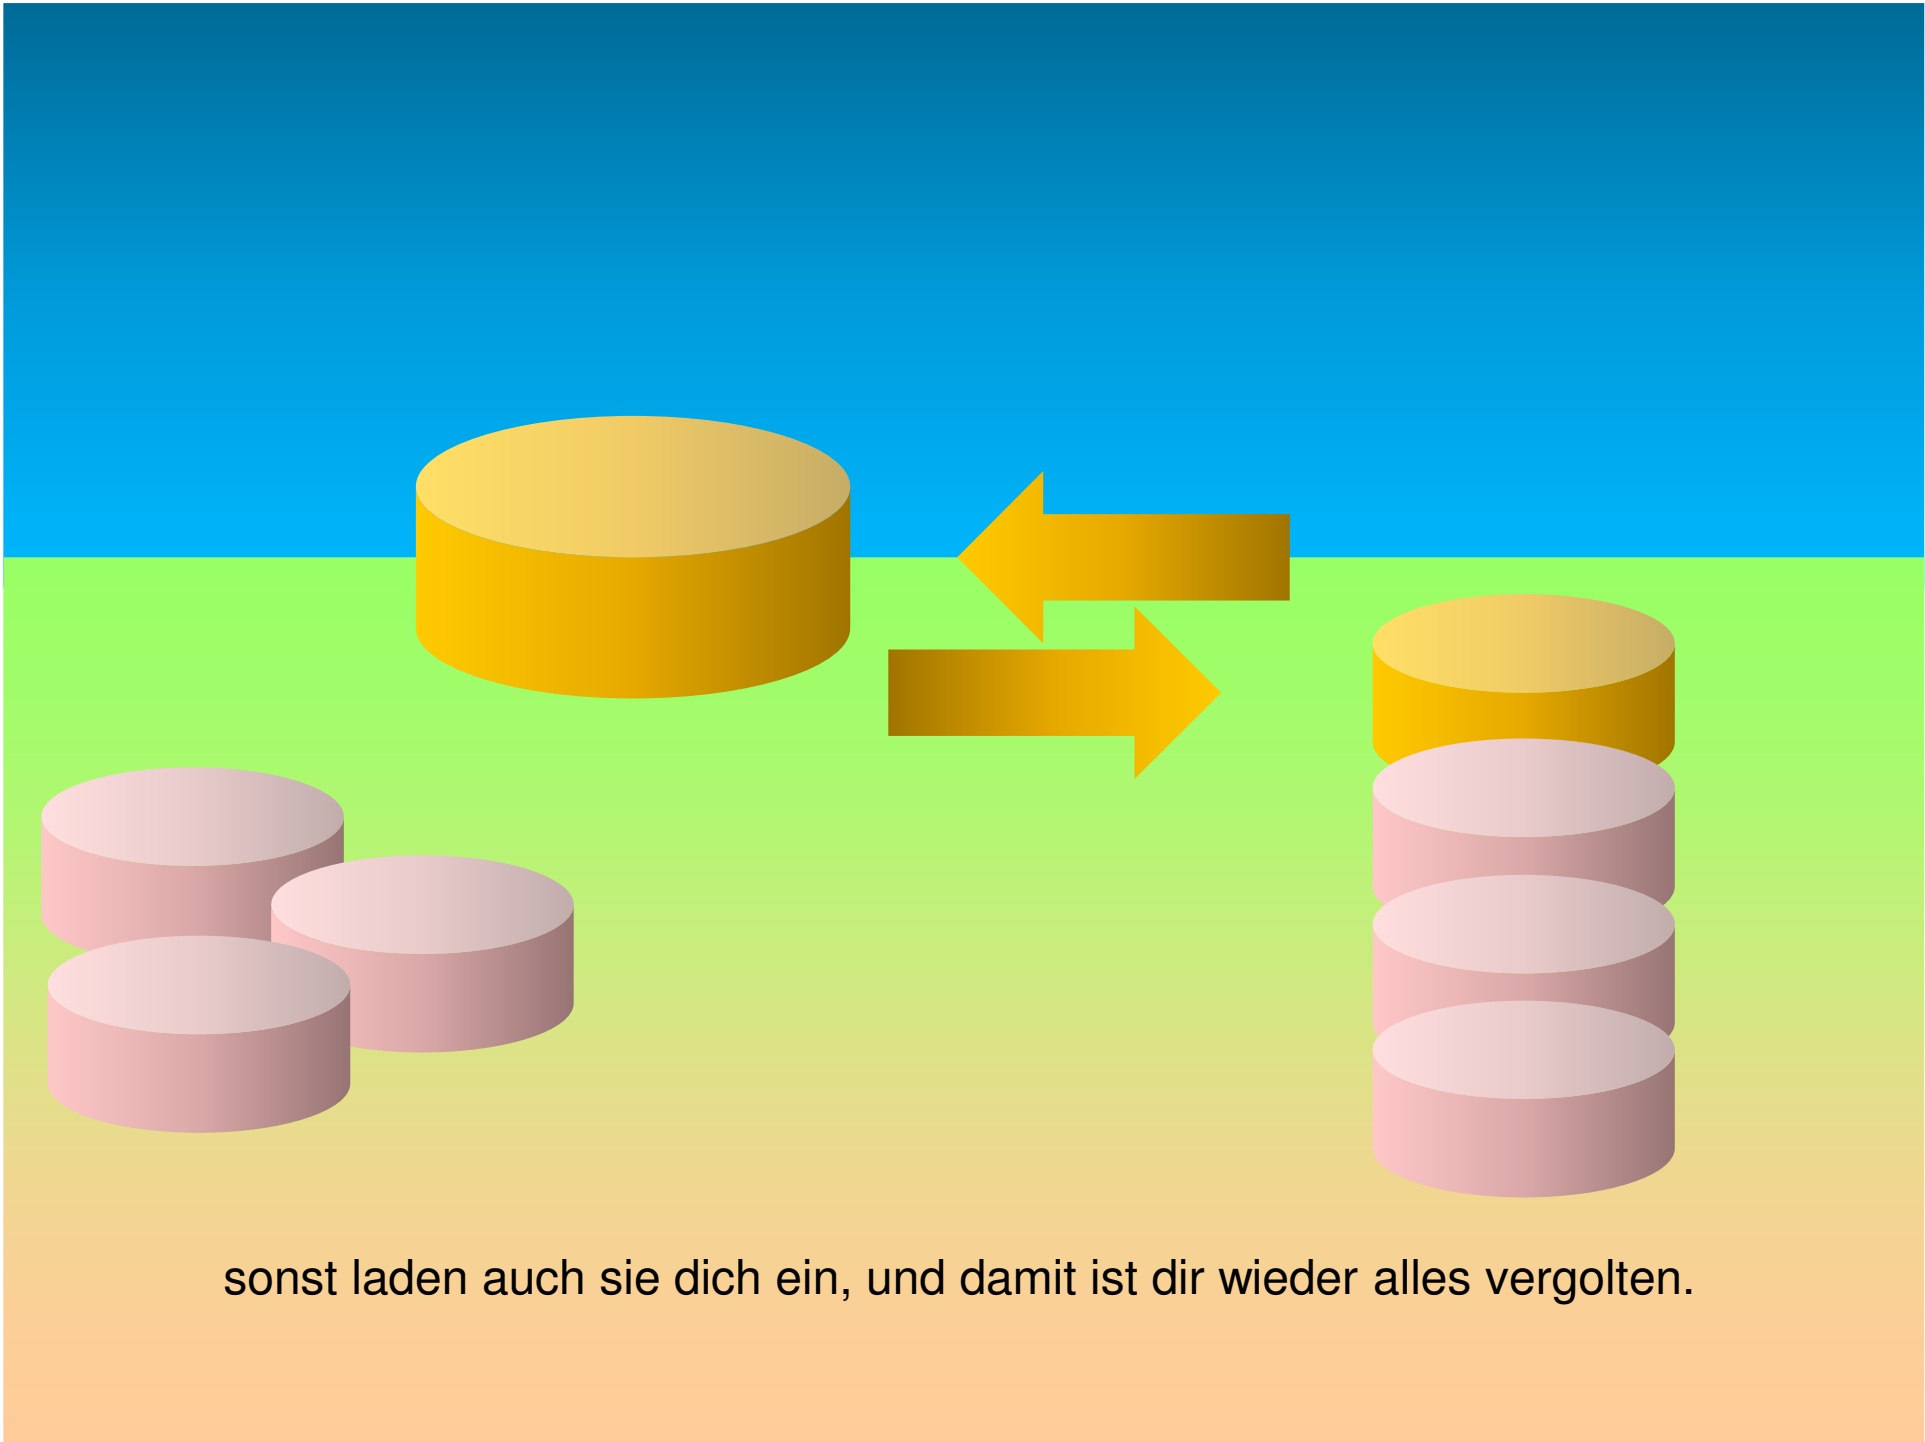 sonst laden auch sie dich ein, und damit ist dir wieder alles vergolten.